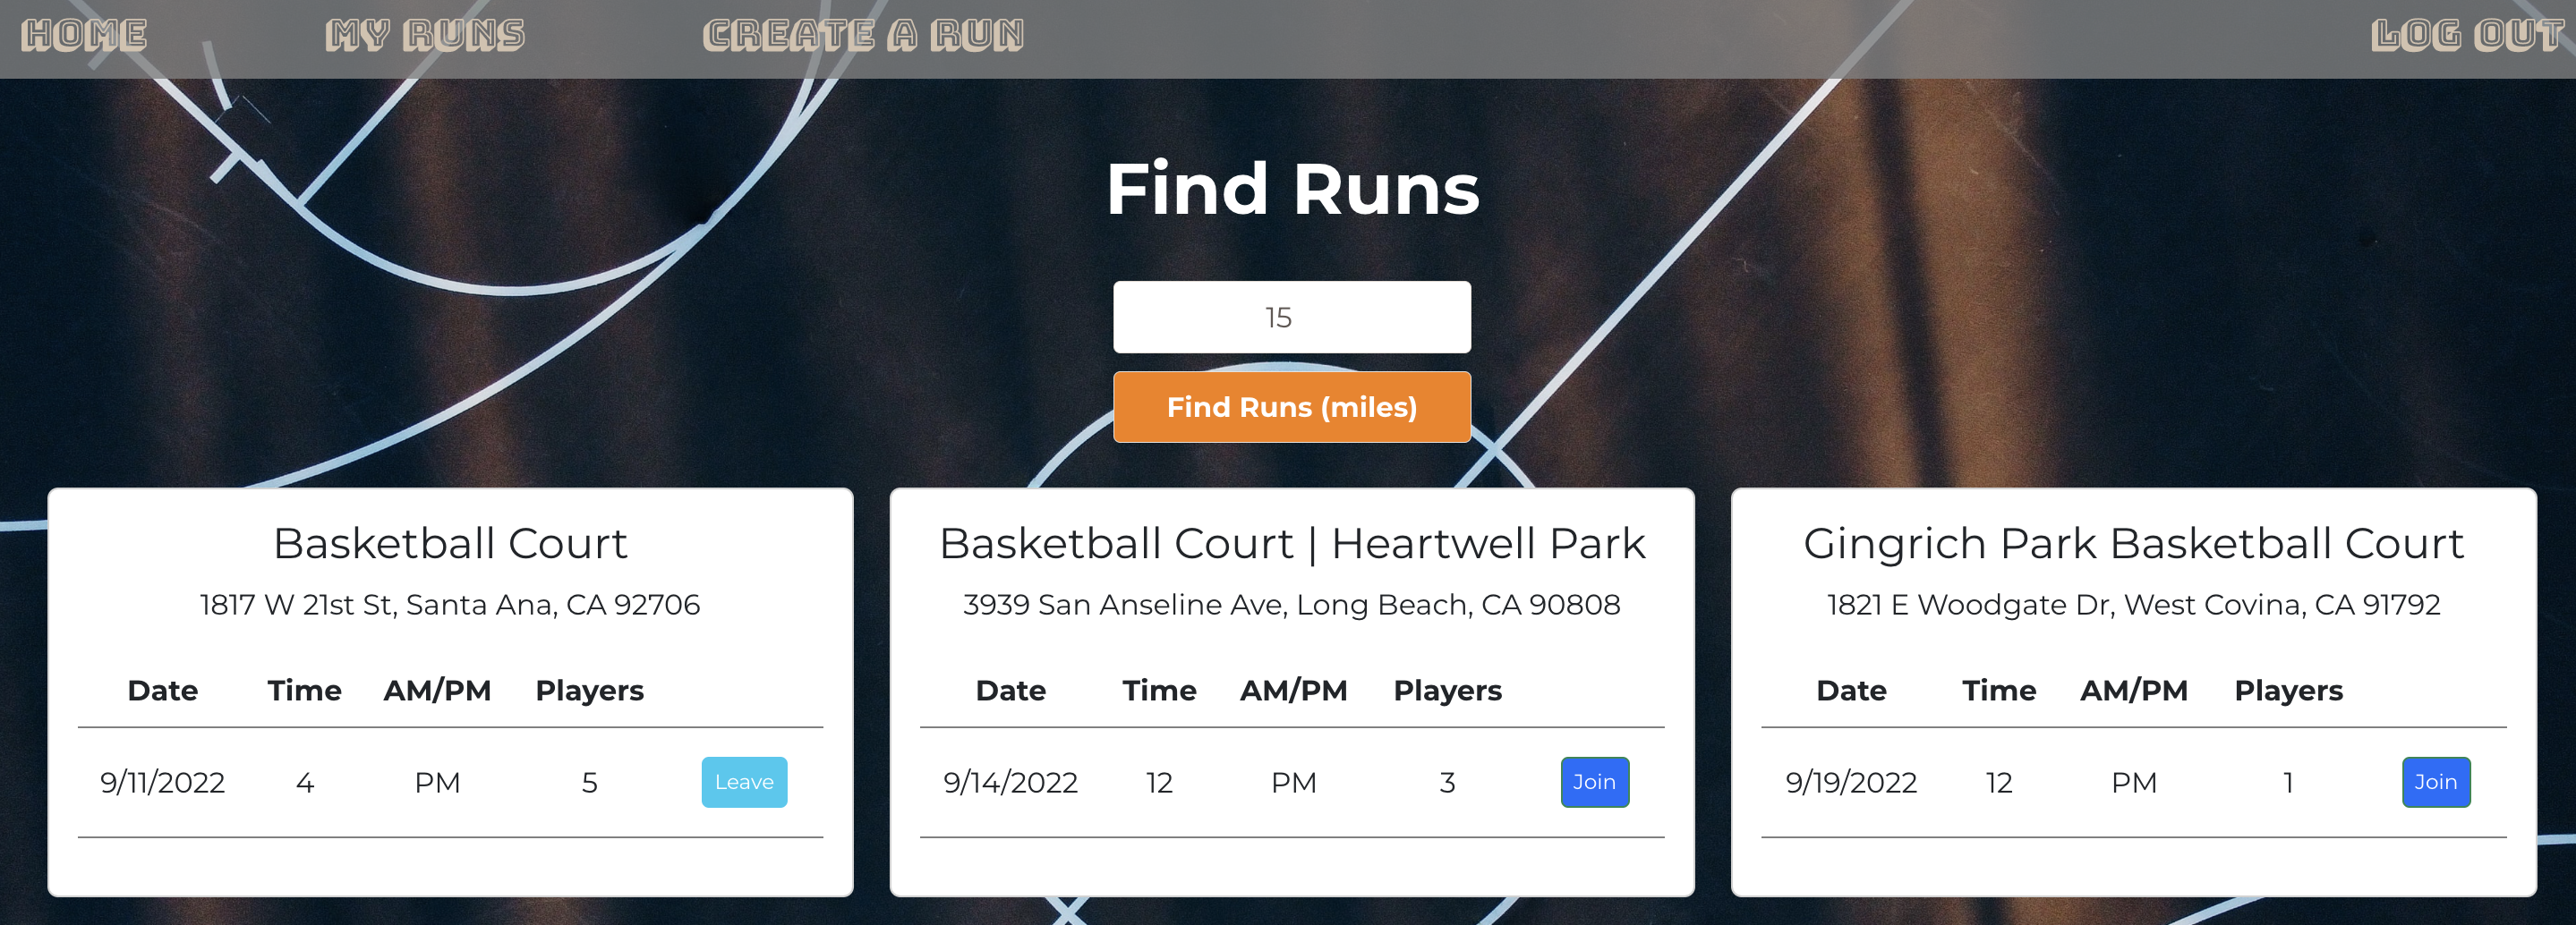 HOME MY RUNS CREATE A RUN LOG OUT
Find Runs
15
Find Runs (miles)
Basketball Court
1817 W 21st St, Santa Ana, CA 92706
Date Time AM/PM Players
9/11/2022 4 PM 5 Leave
Basketball Court | Heartwell Park
3939 San Anseline Ave, Long Beach, CA 90808
Date Time AM/PM Players
9/14/2022 12 PM 3 Join
Gingrich Park Basketball Court
1821 E Woodgate Dr, West Covina, CA 91792
Date Time AM/PM Players
9/19/2022 12 PM 1 Join